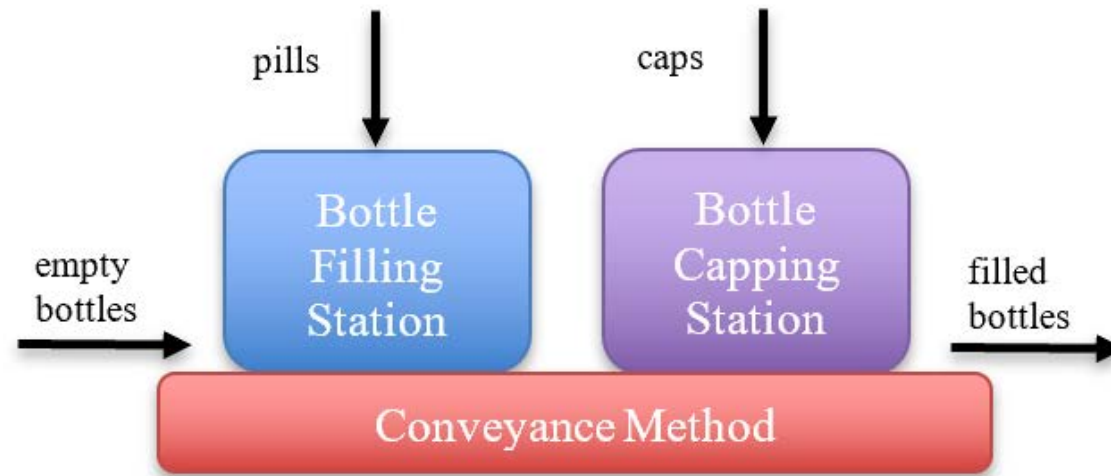 pills
caps
Bottle
Filling
Station
Bottle
Capping
Station
empty
bottles
filled
bottles
Conveyance Method